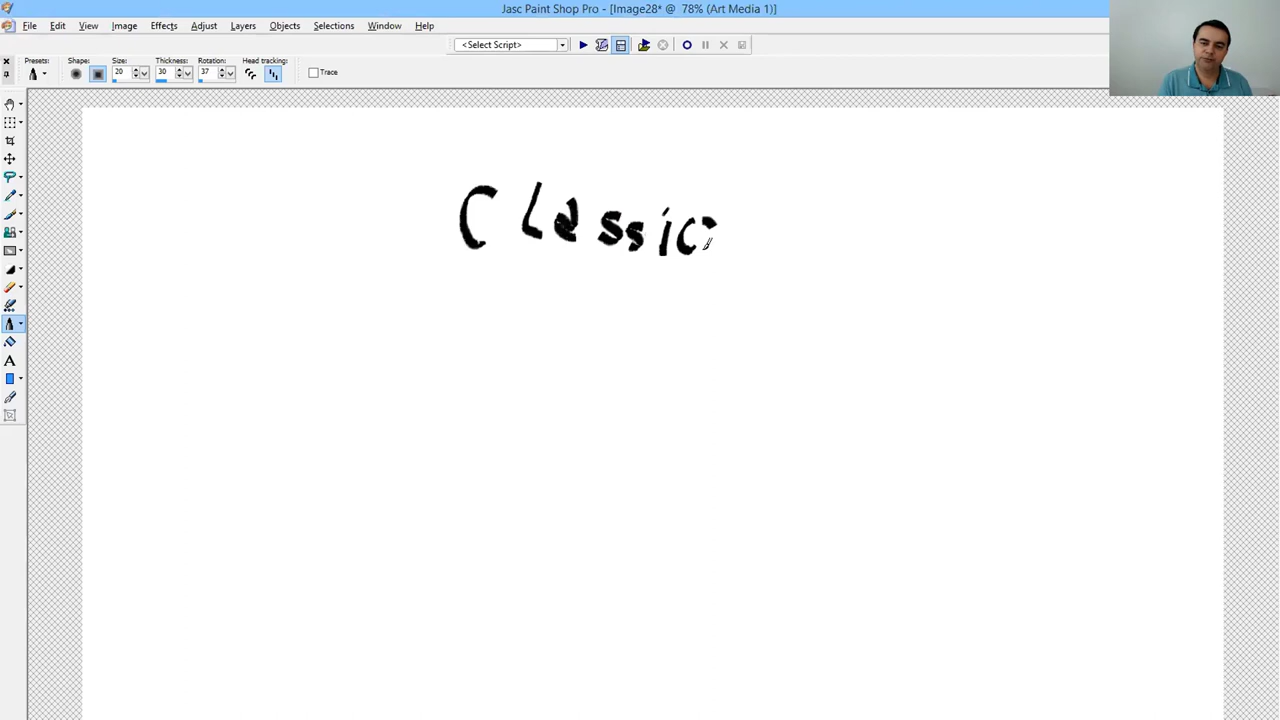 Jasc Paint Shop Pro - [Image28* @ 78% (Art Media 1)]
File Edit View Image Effects Adjust Layers Objects Selections Window Help
<Select Script>
Presets: Shape: Size: Thickness: Rotation: Head tracking:
20 30 37 Trace
Classic